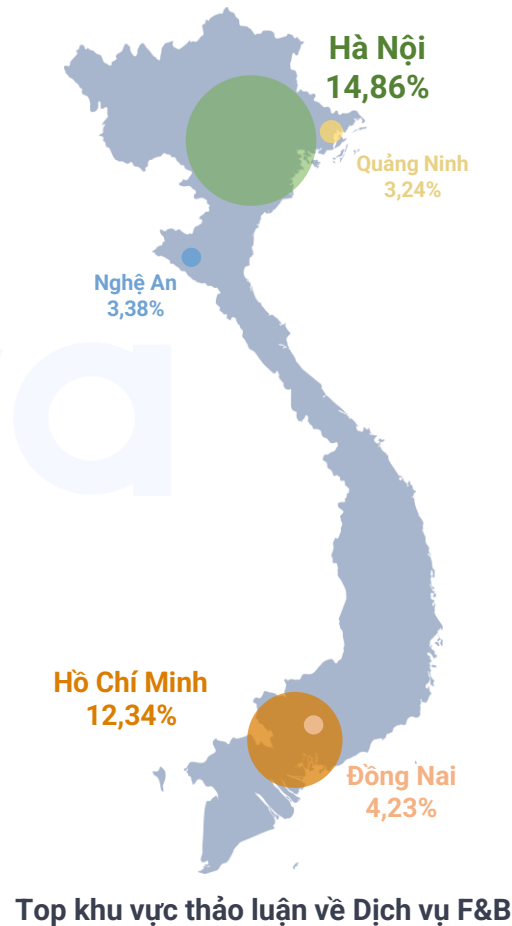 Hà Nội
14,86%
Quảng Ninh
3,24%
Nghệ An
3,38%
Hồ Chí Minh
12,34%
Đồng Nai
4,23%
Top khu vực thảo luận về Dịch vụ F&B